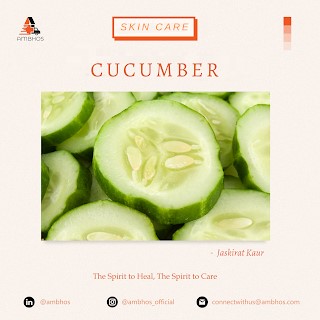 AMBHOS
SKIN CARE
CUCUMBER
- Jaskirat Kaur
The Spirit to Heal, The Spirit to Care
@ambhos
@ambhos_official
connectwithus@ambhos.com